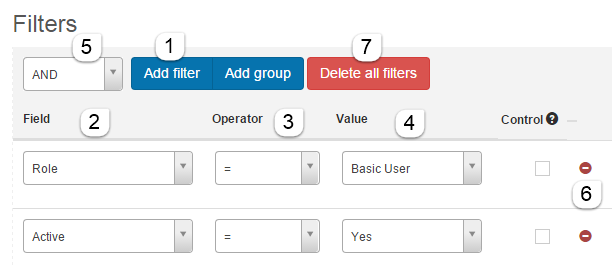 Filters
5 1 7
AND Add filter Add group Delete all filters
Field 2 Operator 3 Value 4 Control ?
Role = Basic User
6
Active = Yes